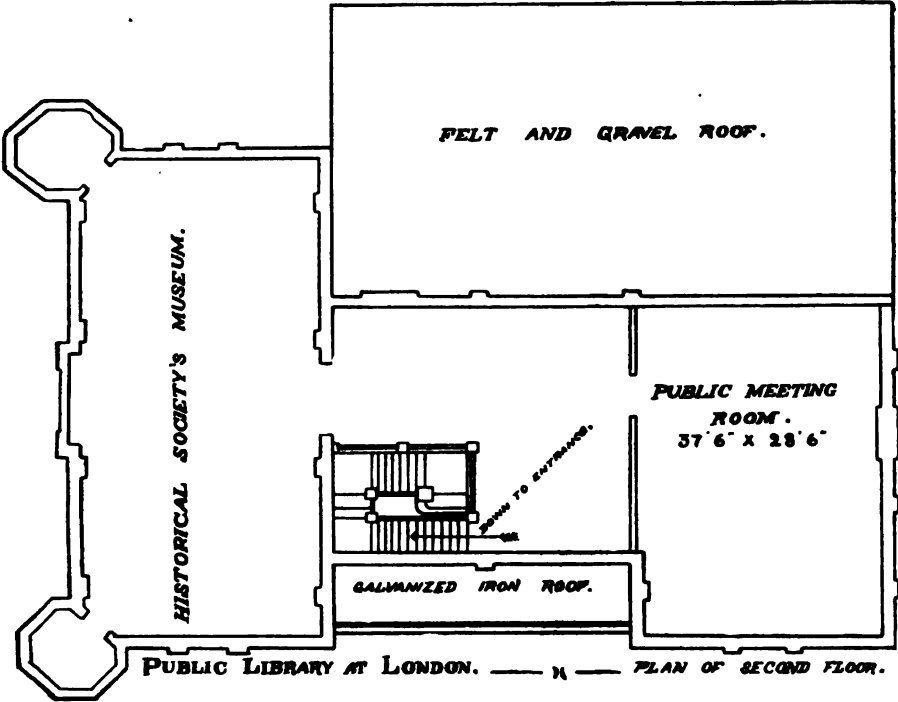 FELT AND GRAVEL ROOF.
HISTORICAL SOCIETY'S MUSEUM.
PUBLIC MEETING
ROOM.
37'6" X 28'6"
DOWN TO ENTRANCE.
GALVANIZED IRON ROOF.
PUBLIC LIBRARY AT LONDON. PLAN OF SECOND FLOOR.